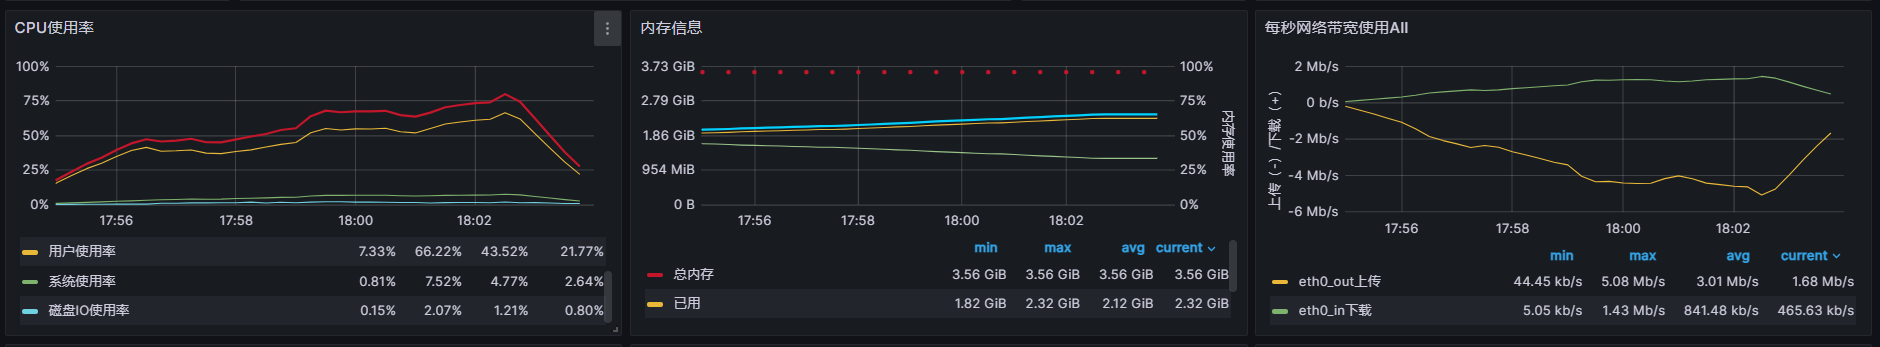 CPU使用率
100%
75%
50%
25%
0%
17:56 17:58 18:00 18:02
用户使用率 7.33% 66.22% 43.52% 21.77%
系统使用率 0.81% 7.52% 4.77% 2.64%
磁盘IO使用率 0.15% 2.07% 1.21% 0.80%
内存信息
3.73 GiB 100%
2.79 GiB 75%
1.86 GiB 50%
954 MiB 25%
0 B 0%
内存使用率
17:56 17:58 18:00 18:02
min max avg current
总内存 3.56 GiB 3.56 GiB 3.56 GiB 3.56 GiB
已用 1.82 GiB 2.32 GiB 2.12 GiB 2.32 GiB
每秒网络带宽使用All
上传（-）/下载（+）
2 Mb/s
0 b/s
-2 Mb/s
-4 Mb/s
-6 Mb/s
17:56 17:58 18:00 18:02
min max avg current
eth0_out上传 44.45 kb/s 5.08 Mb/s 3.01 Mb/s 1.68 Mb/s
eth0_in下载 5.05 kb/s 1.43 Mb/s 841.48 kb/s 465.63 kb/s